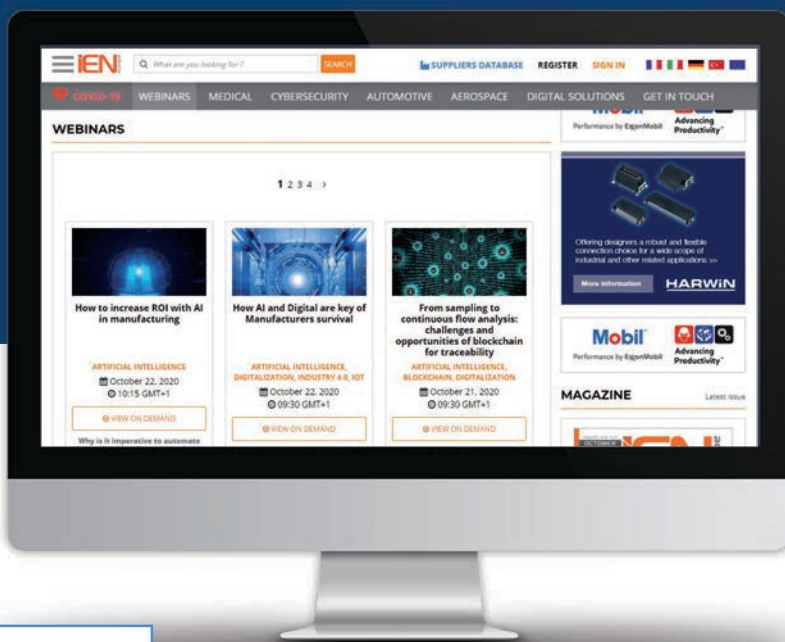 IEN
What are you looking for ?
SEARCH
SUPPLIERS DATABASE
REGISTER
SIGN IN
COVID-19
WEBINARS
MEDICAL
CYBERSECURITY
AUTOMOTIVE
AEROSPACE
DIGITAL SOLUTIONS
GET IN TOUCH
WEBINARS
1 2 3 4 >
How to increase ROI with AI
in manufacturing
ARTIFICIAL INTELLIGENCE
October 22, 2020
10:15 GMT+1
VIEW ON DEMAND
Why is it imperative to automate
How AI and Digital are key of
Manufacturers survival
ARTIFICIAL INTELLIGENCE,
DIGITALIZATION, INDUSTRY 4.0, IOT
October 22, 2020
09:30 GMT+1
VIEW ON DEMAND
From sampling to
continuous flow analysis:
challenges and
opportunities of blockchain
for traceability
ARTIFICIAL INTELLIGENCE,
BLOCKCHAIN, DIGITALIZATION
October 21, 2020
09:30 GMT+1
VIEW ON DEMAND
Mobil
Performance by ExxonMobil
Advancing
Productivity™
Offering designers a robust and flexible
connection choice for a wide scope of
industrial and other related applications >>
More Information
HARWIN
Mobil
Performance by ExxonMobil
Advancing
Productivity™
MAGAZINE
Latest issue
IEN